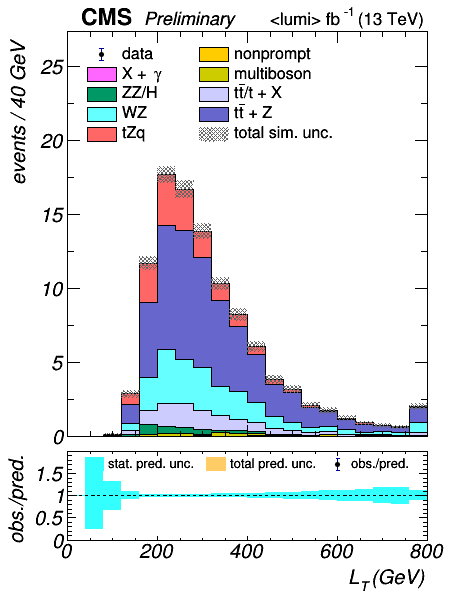 CMS Preliminary <lumi> fb⁻¹ (13 TeV)
events / 40 GeV
25
20
15
10
5
0
data
X + γ
ZZ/H
WZ
tZq
nonprompt
multiboson
tt̄/t + X
tt̄ + Z
total sim. unc.
obs./pred.
1.5
1
0.5
0
stat. pred. unc. total pred. unc. obs./pred.
0 200 400 600 800
L_T(GeV)